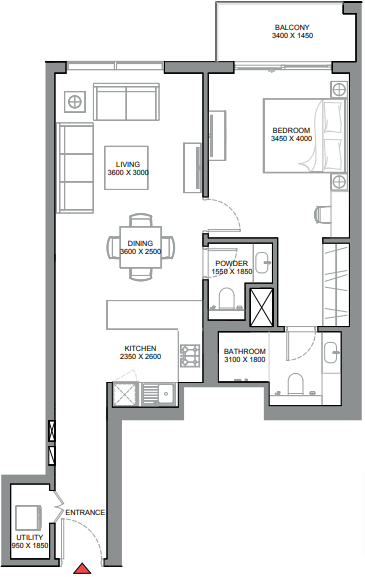 BALCONY
3400 X 1450
BEDROOM
3450 X 4000
LIVING
3600 X 3000
DINING
3600 X 2500
POWDER
1550 X 1850
KITCHEN
2350 X 2600
BATHROOM
3100 X 1800
ENTRANCE
UTILITY
950 X 1850